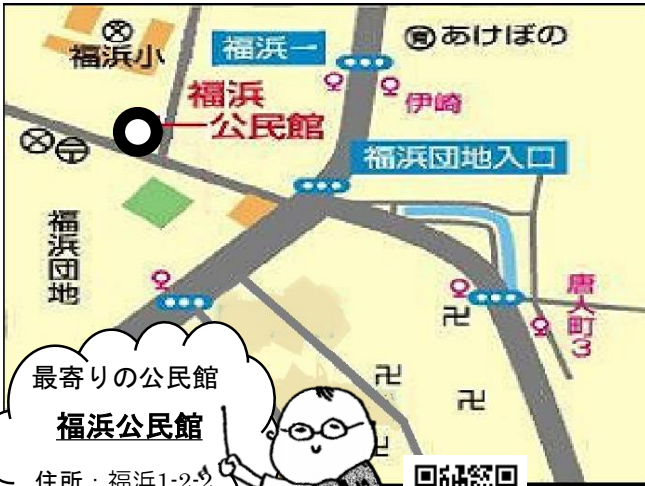 福浜小
福浜一
㊒あけぼの
福浜
公民館
伊崎
福浜団地入口
福浜団地
唐人町3
最寄りの公民館
福浜公民館
住所:福浜1-2-2